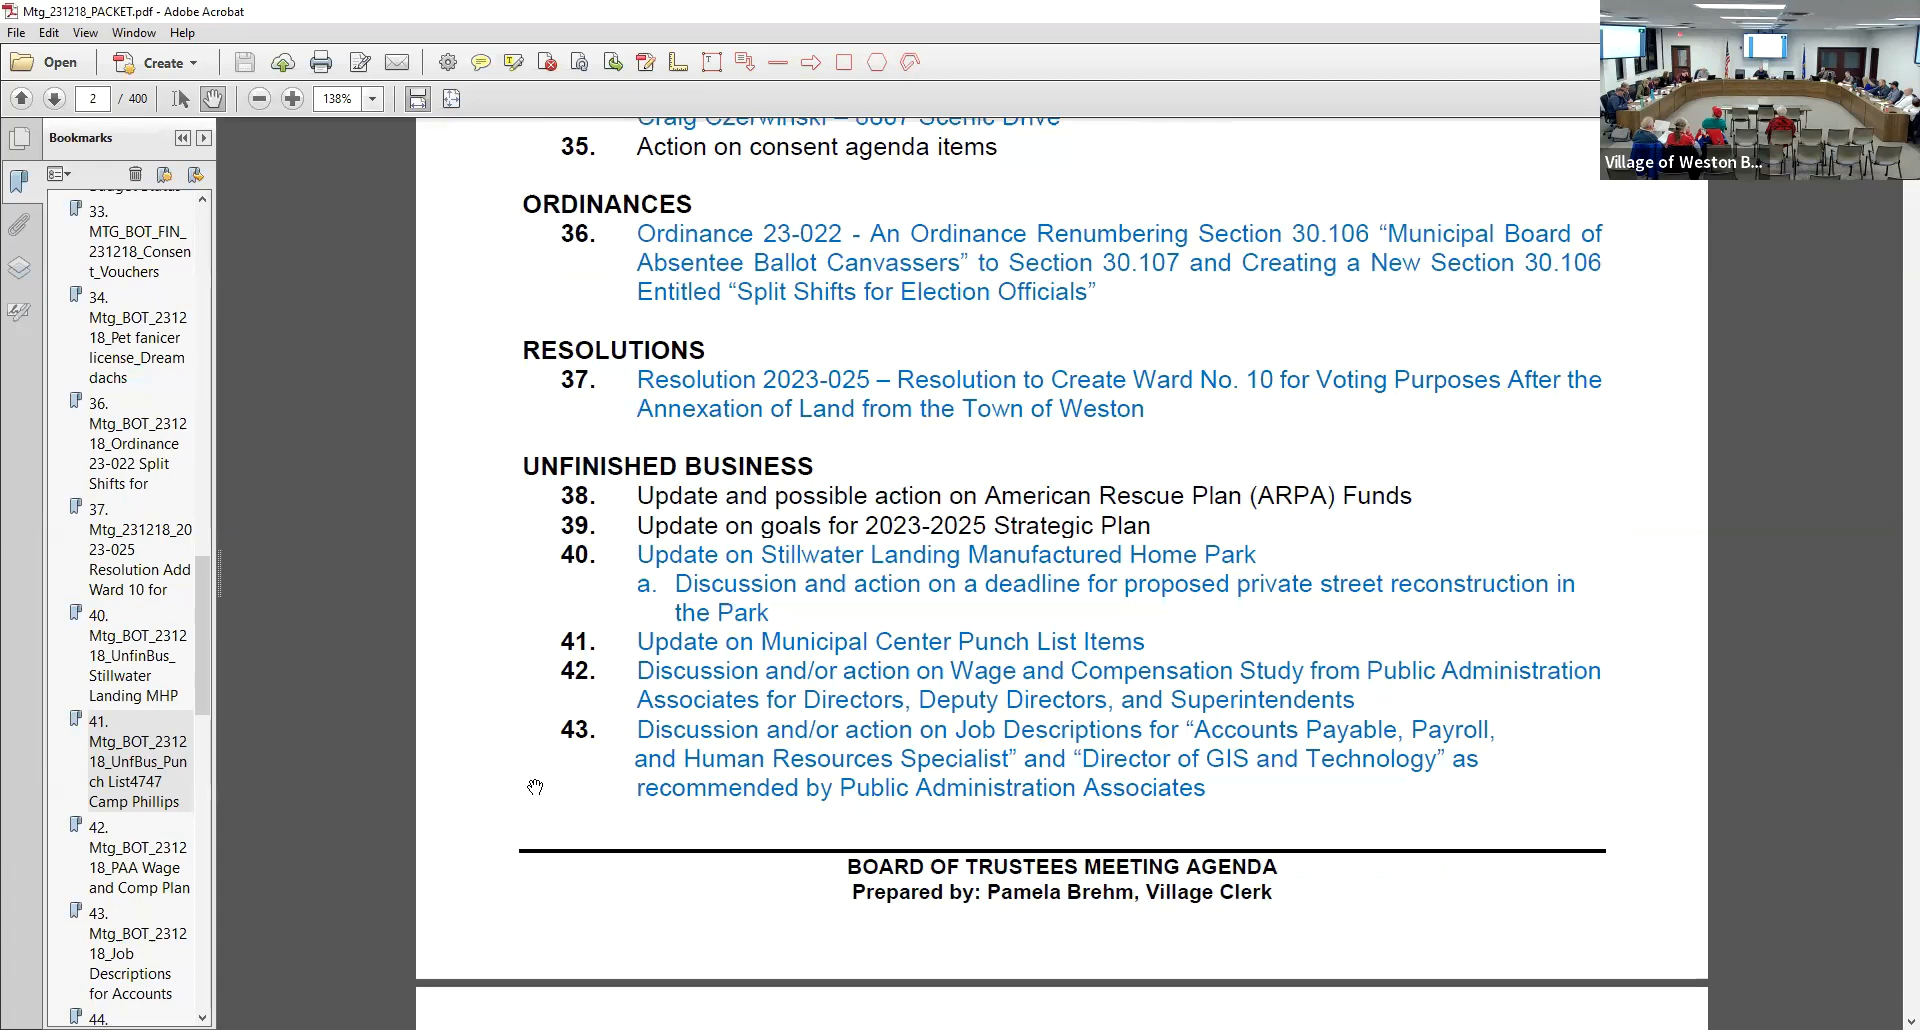 Mtg_231218_PACKET.pdf - Adobe Acrobat
File Edit View Window Help
Open Create
2 / 400 138%
Bookmarks
33.
MTG_BOT_FIN_
231218_Consen
t_Vouchers
34.
Mtg_BOT_2312
18_Pet fanicer
license_Dream
dachs
36.
Mtg_BOT_2312
18_Ordinance
23-022 Split
Shifts for
37.
Mtg_231218_20
23-025
Resolution Add
Ward 10 for
40.
Mtg_BOT_2312
18_UnfinBus_
Stillwater
Landing MHP
41.
Mtg_BOT_2312
18_UnfBus_Pun
ch List4747
Camp Phillips
42.
Mtg_BOT_2312
18_PAA Wage
and Comp Plan
43.
Mtg_BOT_2312
18_Job
Descriptions
for Accounts
44.
35. Action on consent agenda items
ORDINANCES
36. Ordinance 23-022 - An Ordinance Renumbering Section 30.106 “Municipal Board of
Absentee Ballot Canvassers” to Section 30.107 and Creating a New Section 30.106
Entitled “Split Shifts for Election Officials”
RESOLUTIONS
37. Resolution 2023-025 – Resolution to Create Ward No. 10 for Voting Purposes After the
Annexation of Land from the Town of Weston
UNFINISHED BUSINESS
38. Update and possible action on American Rescue Plan (ARPA) Funds
39. Update on goals for 2023-2025 Strategic Plan
40. Update on Stillwater Landing Manufactured Home Park
a. Discussion and action on a deadline for proposed private street reconstruction in
the Park
41. Update on Municipal Center Punch List Items
42. Discussion and/or action on Wage and Compensation Study from Public Administration
Associates for Directors, Deputy Directors, and Superintendents
43. Discussion and/or action on Job Descriptions for “Accounts Payable, Payroll,
and Human Resources Specialist” and “Director of GIS and Technology” as
recommended by Public Administration Associates
BOARD OF TRUSTEES MEETING AGENDA
Prepared by: Pamela Brehm, Village Clerk
Village of Weston B...